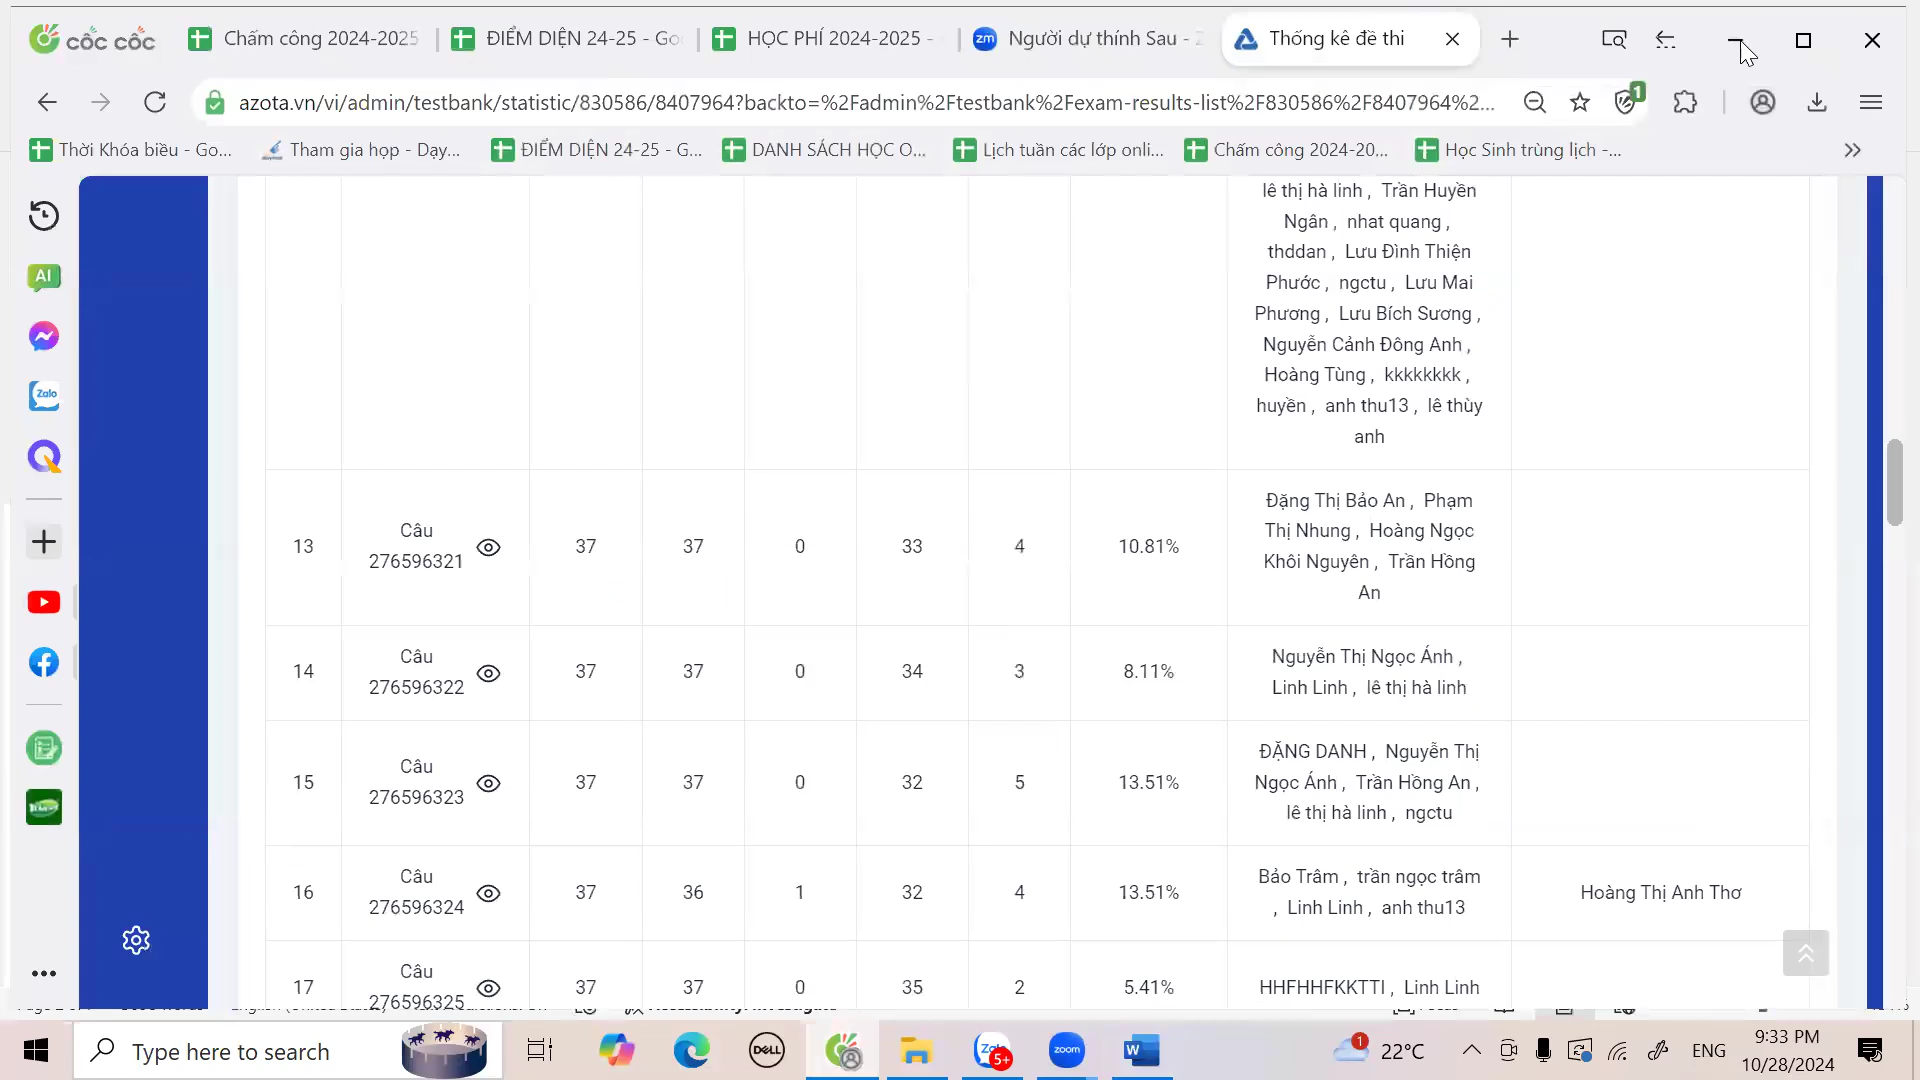 cốc cốc
Chấm công 2024-2025
ĐIỂM DIỆN 24-25 - Go
HỌC PHÍ 2024-2025 -
zm Người dự thính Sau -
Thống kê đề thi
azota.vn/vi/admin/testbank/statistic/830586/8407964?backto=%2Fadmin%2Ftestbank%2Fexam-results-list%2F830586%2F8407964%2...
1
Thời Khóa biều - Go...
Tham gia họp - Dạy...
ĐIỂM DIỆN 24-25 - G...
DANH SÁCH HỌC O...
Lịch tuần các lớp onli...
Chấm công 2024-20...
Học Sinh trùng lịch -...
AI
Zalo
lê thị hà linh , Trần Huyền
Ngân , nhat quang ,
thddan , Lưu Đình Thiện
Phước , ngctu , Lưu Mai
Phương , Lưu Bích Sương ,
Nguyễn Cảnh Đông Anh ,
Hoàng Tùng , kkkkkkkk ,
huyền , anh thu13 , lê thùy
anh
13 Câu 276596321 37 37 0 33 4 10.81%
Đặng Thị Bảo An , Phạm
Thị Nhung , Hoàng Ngọc
Khôi Nguyên , Trần Hồng
An
14 Câu 276596322 37 37 0 34 3 8.11%
Nguyễn Thị Ngọc Ánh ,
Linh Linh , lê thị hà linh
15 Câu 276596323 37 37 0 32 5 13.51%
ĐẶNG DANH , Nguyễn Thị
Ngọc Ánh , Trần Hồng An ,
lê thị hà linh , ngctu
16 Câu 276596324 37 36 1 32 4 13.51%
Bảo Trâm , trần ngọc trâm
, Linh Linh , anh thu13
Hoàng Thị Anh Thơ
17 Câu 276596325 37 37 0 35 2 5.41%
HHFHHFKKTTI , Linh Linh
Type here to search
DELL
Zalo 5+
zoom
W
1
22°C
ENG
9:33 PM
10/28/2024